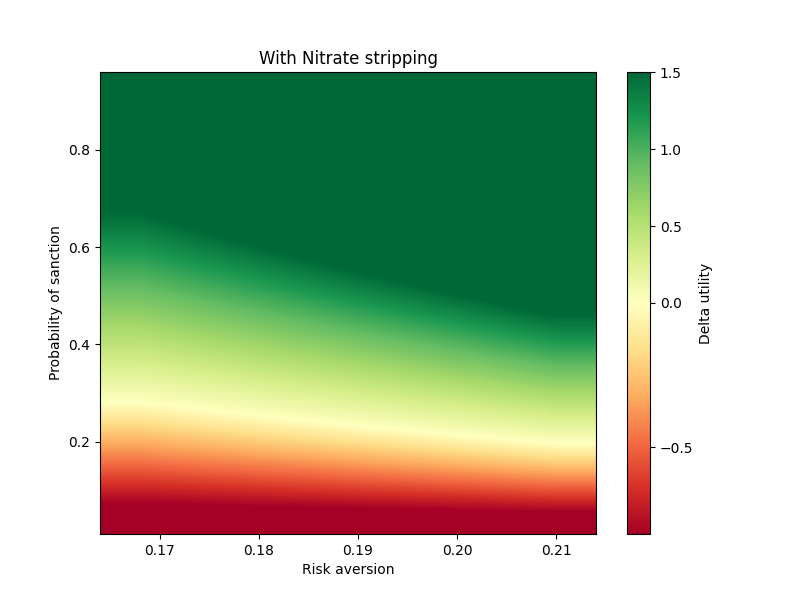 With Nitrate stripping
Probability of sanction
0.8
0.6
0.4
0.2
0.17 0.18 0.19 0.20 0.21
Risk aversion
1.5
1.0
0.5
0.0
−0.5
Delta utility